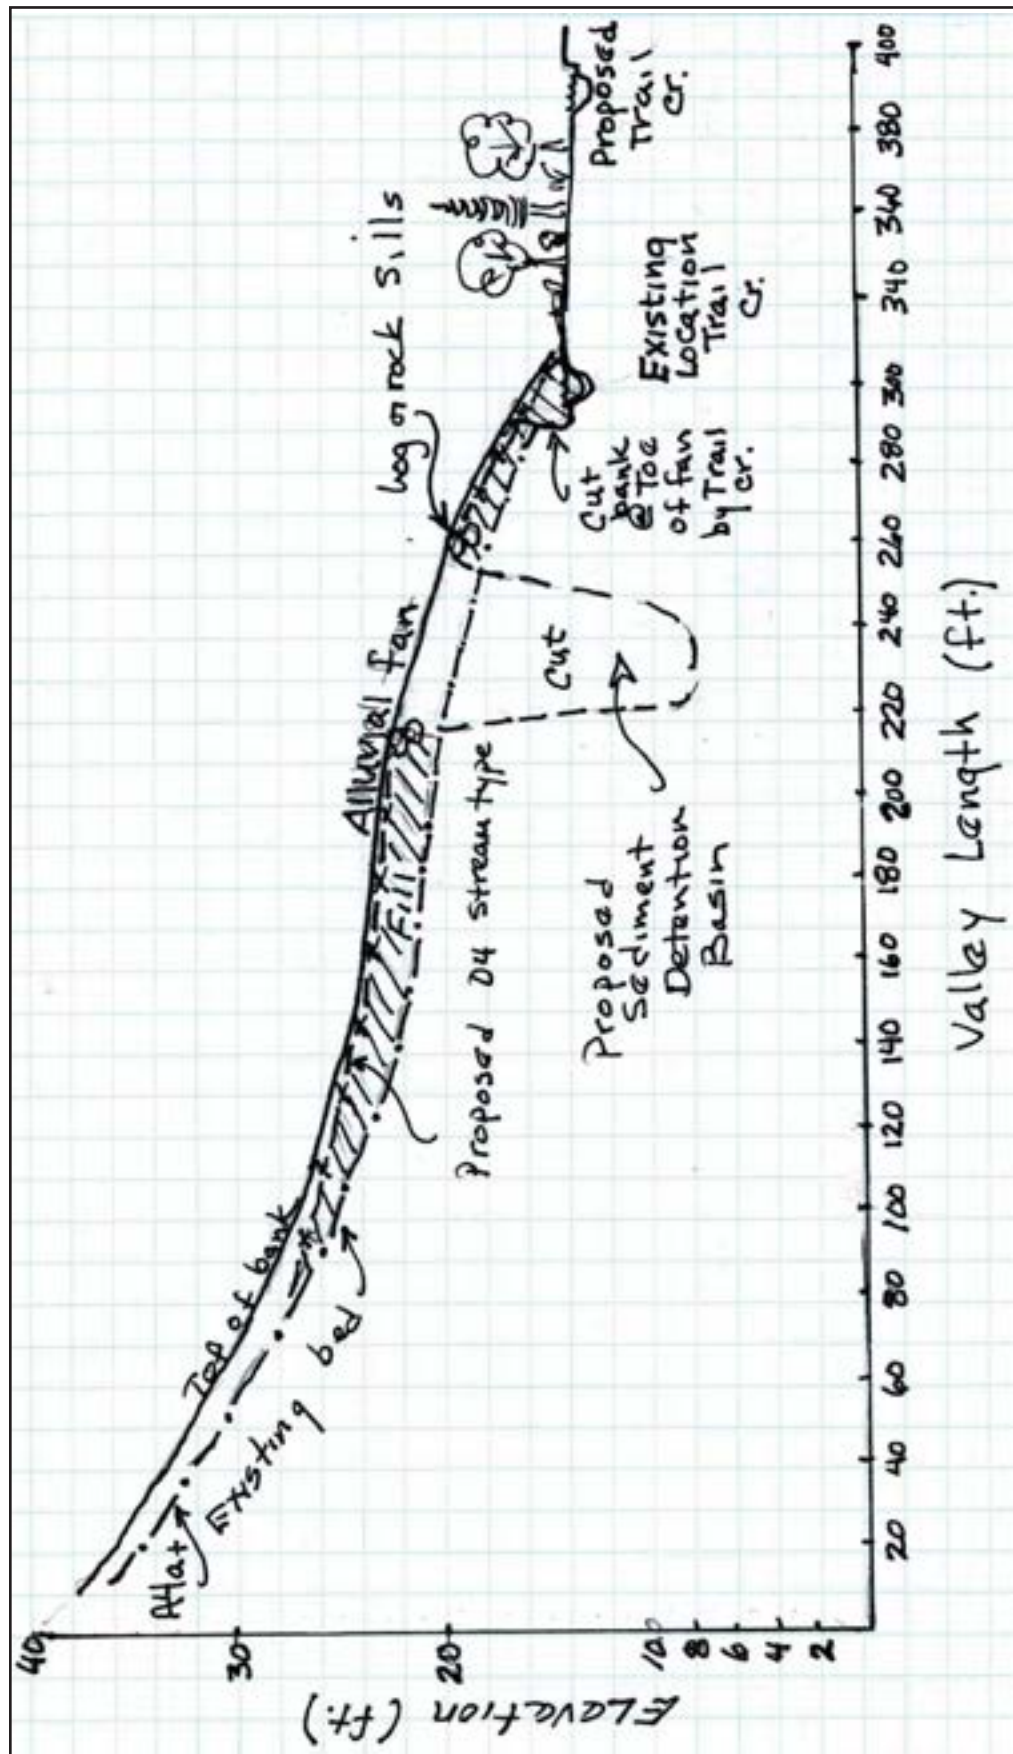 Elevation (ft.)
40
30
20
10
8
6
4
2
Top of bank
Existing
bed
Alluvial fan
Fill
Proposed D4 stream type
Log or rock sills
Cut
Proposed
Sediment
Detention
Basin
Cut
bank
@ Toe
of fan
by Trail
Cr.
Existing
Location
Trail
Cr.
Proposed
Trail
Cr.
20
40
60
80
100
120
140
160
180
200
220
240
260
280
300
340
340
380
400
Valley Length (ft.)